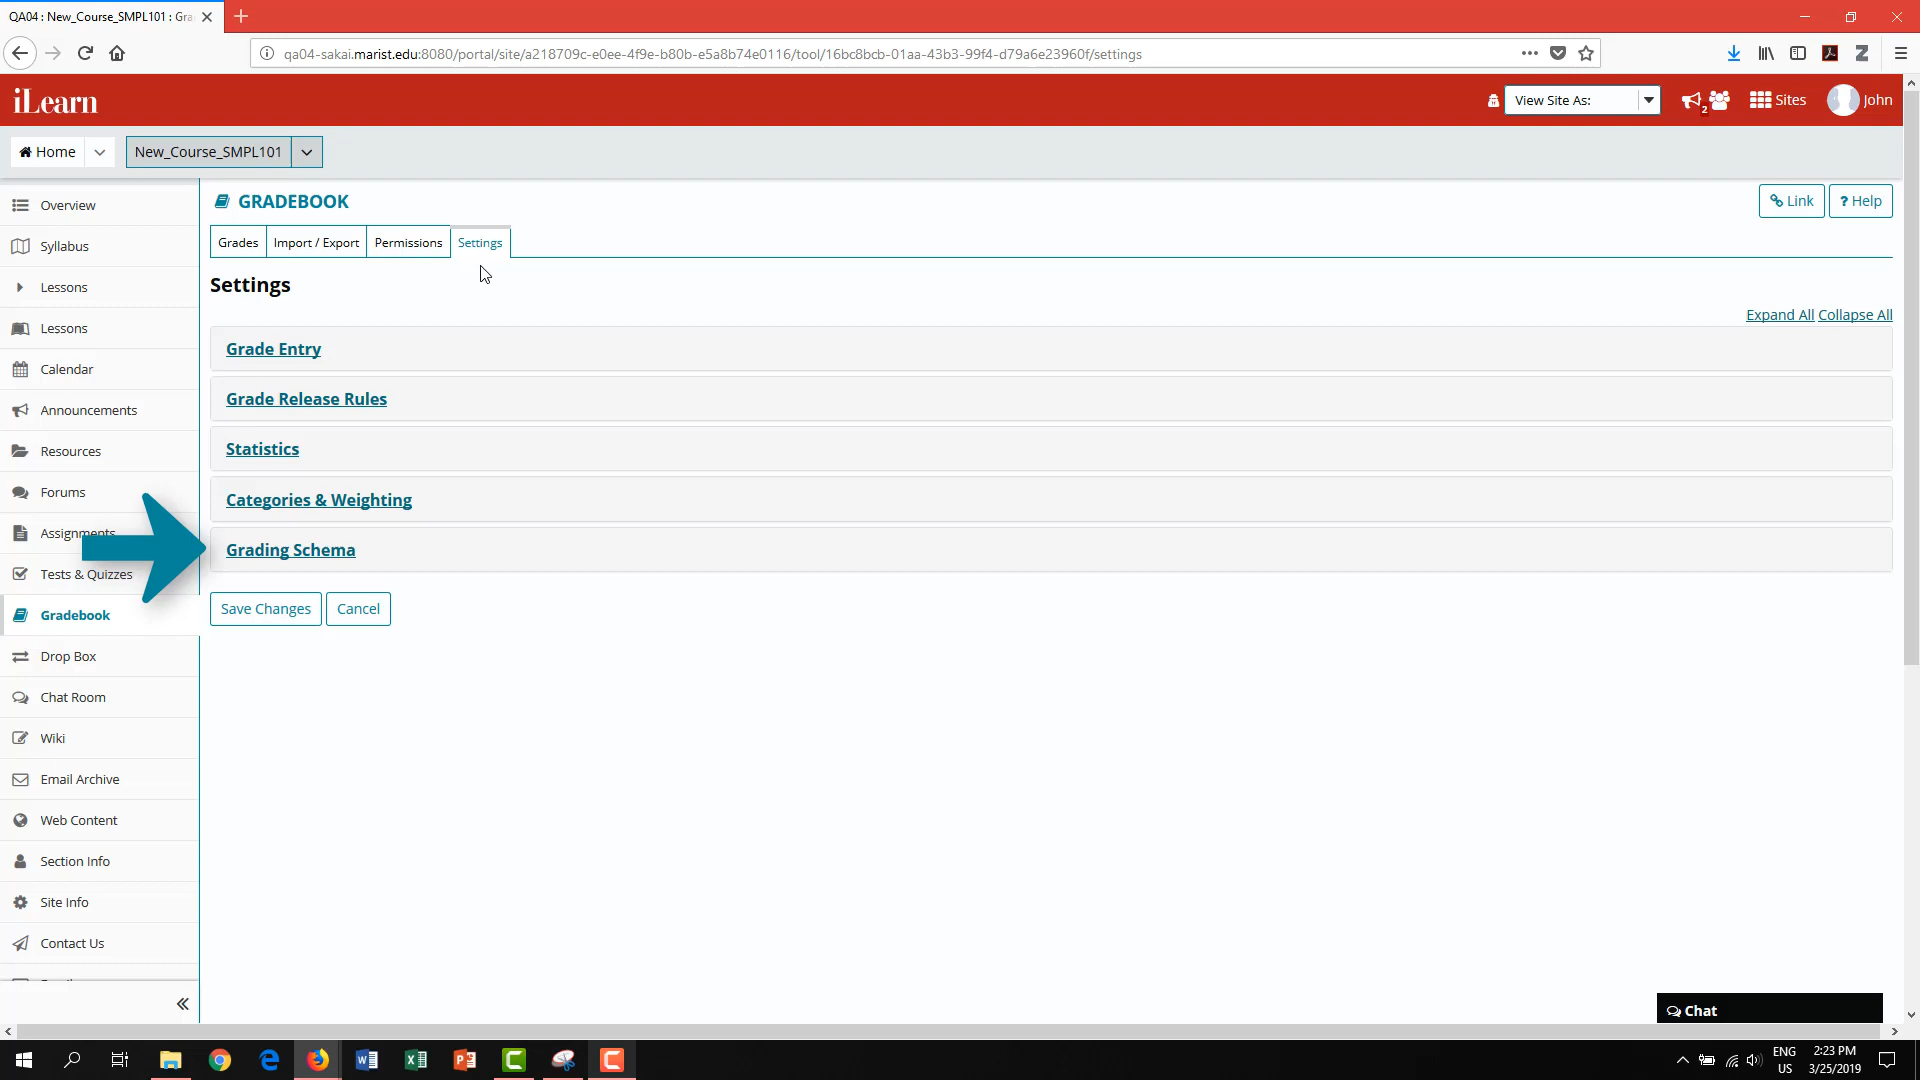 QA04 : New_Course_SMPL101 : Gra
qa04-sakai.marist.edu:8080/portal/site/a218709c-e0ee-4f9e-b80b-e5a8b74e0116/tool/16bc8bcb-01aa-43b3-99f4-d79a6e23960f/settings
iLearn
View Site As:
2
Sites
John
Home
New_Course_SMPL101
Overview
Syllabus
Lessons
Lessons
Calendar
Announcements
Resources
Forums
Assignments
Tests & Quizzes
Gradebook
Drop Box
Chat Room
Wiki
Email Archive
Web Content
Section Info
Site Info
Contact Us
GRADEBOOK
Link
? Help
Grades
Import / Export
Permissions
Settings
Settings
Expand All Collapse All
Grade Entry
Grade Release Rules
Statistics
Categories & Weighting
Grading Schema
Save Changes
Cancel
Chat
ENG
US
2:23 PM
3/25/2019